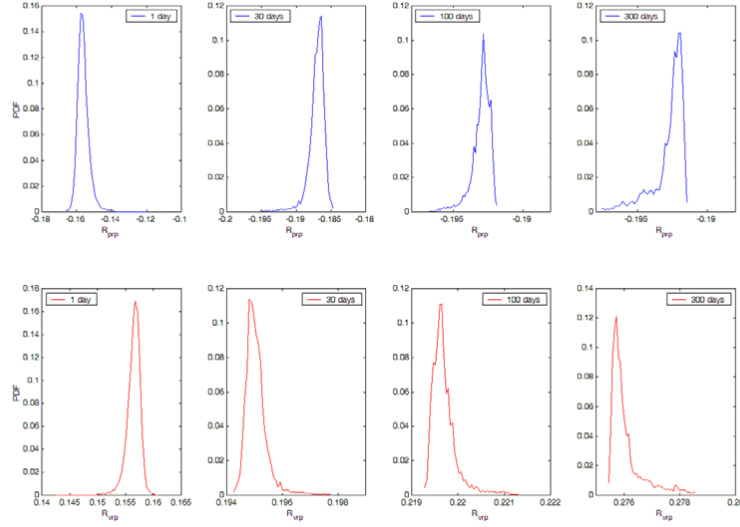 1 day
30 days
100 days
300 days
0.16 0.14 0.12 0.1 0.08 0.06 0.04 0.02 0
0.12 0.1 0.08 0.06 0.04 0.02 0
0.12 0.1 0.08 0.06 0.04 0.02 0
0.12 0.1 0.08 0.06 0.04 0.02 0
PDF
-0.18 -0.16 -0.14 -0.12 -0.1
-0.2 -0.195 -0.19 -0.185 -0.18
-0.195 -0.19
-0.195 -0.19
Rprp Rprp Rprp Rprp
1 day
30 days
100 days
300 days
0.18 0.16 0.14 0.12 0.1 0.08 0.06 0.04 0.02 0
0.12 0.1 0.08 0.06 0.04 0.02 0
0.12 0.1 0.08 0.06 0.04 0.02 0
0.14 0.12 0.1 0.08 0.06 0.04 0.02 0
PDF
0.14 0.145 0.15 0.155 0.16 0.165
0.194 0.196 0.198
0.219 0.22 0.221 0.222
0.276 0.278 0.28
Rvrp Rvrp Rvrp Rvrp